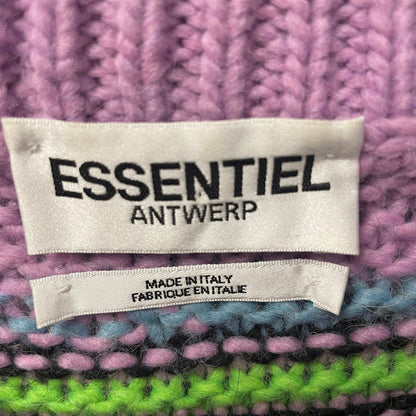 ESSENTIEL
ANTWERP
MADE IN ITALY
FABRIQUE EN ITALIE